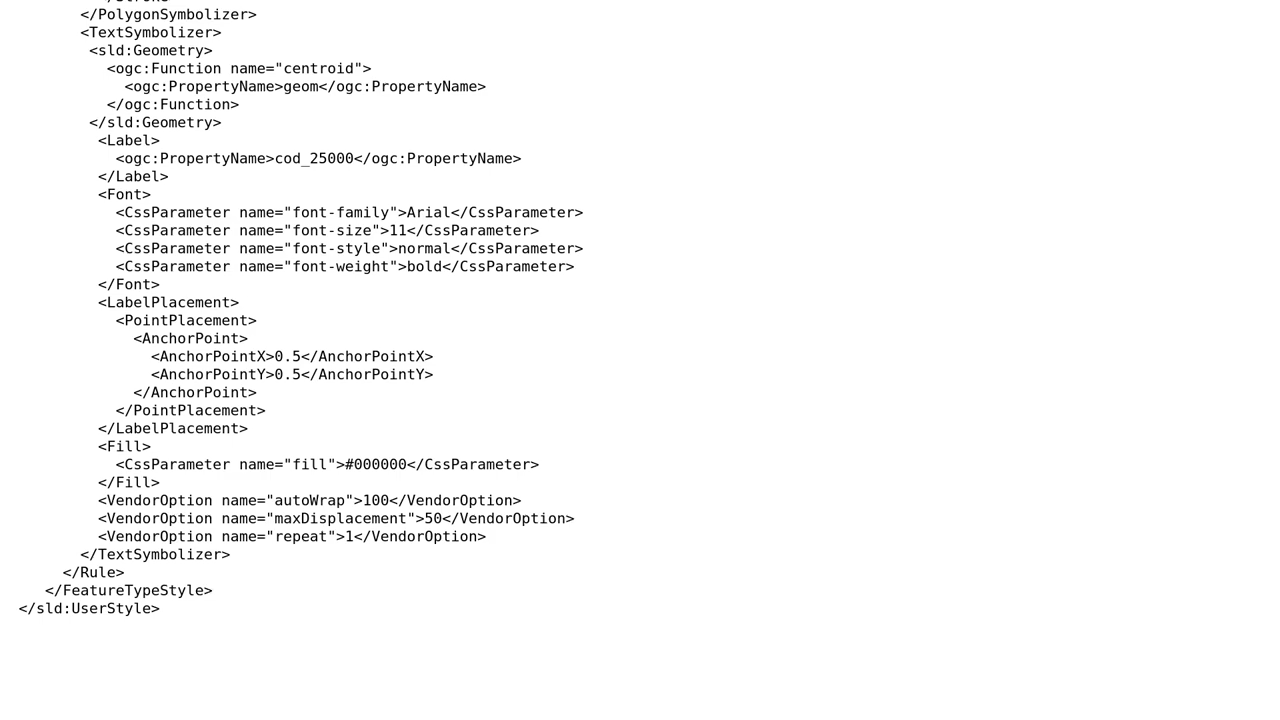 </PolygonSymbolizer>
<TextSymbolizer>
<sld:Geometry>
<ogc:Function name="centroid">
<ogc:PropertyName>geom</ogc:PropertyName>
</ogc:Function>
</sld:Geometry>
<Label>
<ogc:PropertyName>cod_25000</ogc:PropertyName>
</Label>
<Font>
<CssParameter name="font-family">Arial</CssParameter>
<CssParameter name="font-size">11</CssParameter>
<CssParameter name="font-style">normal</CssParameter>
<CssParameter name="font-weight">bold</CssParameter>
</Font>
<LabelPlacement>
<PointPlacement>
<AnchorPoint>
<AnchorPointX>0.5</AnchorPointX>
<AnchorPointY>0.5</AnchorPointY>
</AnchorPoint>
</PointPlacement>
</LabelPlacement>
<Fill>
<CssParameter name="fill">#000000</CssParameter>
</Fill>
<VendorOption name="autoWrap">100</VendorOption>
<VendorOption name="maxDisplacement">50</VendorOption>
<VendorOption name="repeat">1</VendorOption>
</TextSymbolizer>
</Rule>
</FeatureTypeStyle>
</sld:UserStyle>